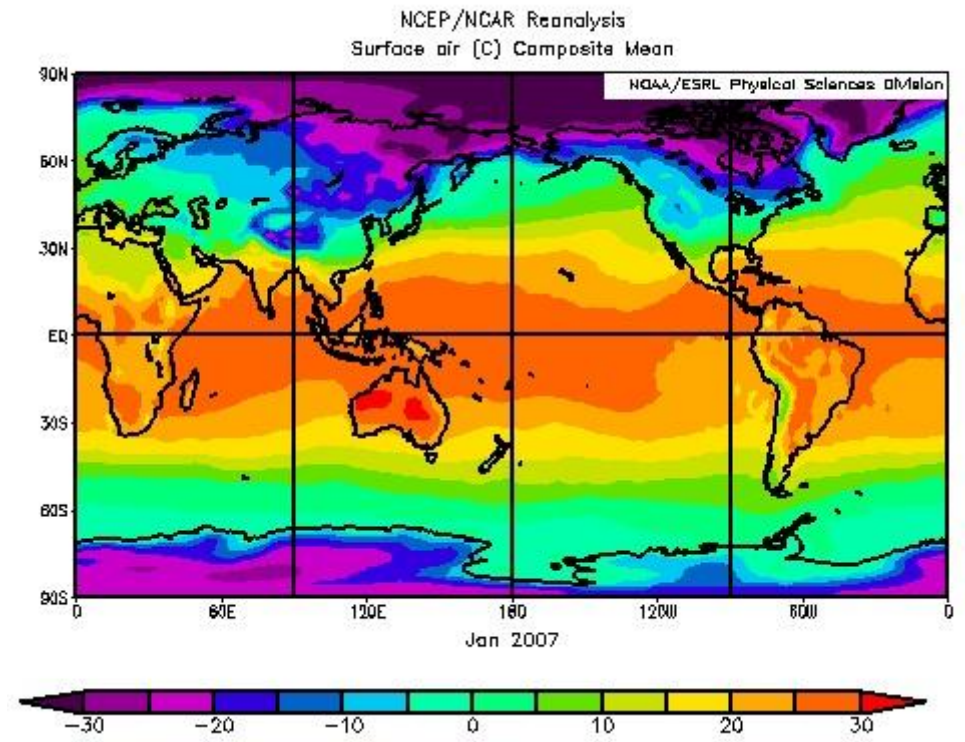 NCEP/NCAR Reanalysis
Surface air (C) Composite Mean
NOAA/ESRL Physical Sciences Division
90N
60N
30N
EQ
30S
60S
90S
0 60E 120E 180 120W 60W 0
Jan 2007
-30 -20 -10 0 10 20 30